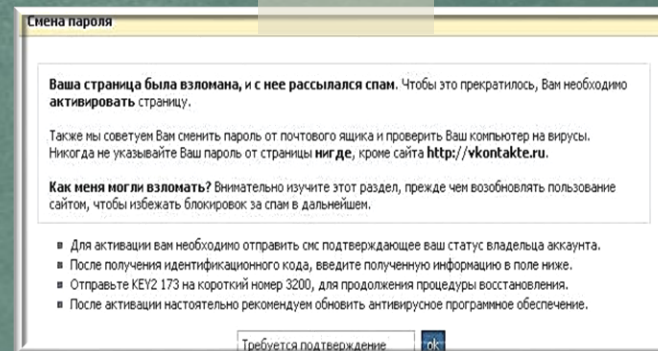 Смена пароля
Ваша страница была взломана, и с нее рассылался спам. Чтобы это прекратилось, Вам необходимо
активировать страницу.
Также мы советуем Вам сменить пароль от почтового ящика и проверить Ваш компьютер на вирусы.
Никогда не указывайте Ваш пароль от страницы нигде, кроме сайта http://vkontakte.ru.
Как меня могли взломать? Внимательно изучите этот раздел, прежде чем возобновлять пользование
сайтом, чтобы избежать блокировок за спам в дальнейшем.
Для активации вам необходимо отправить смс подтверждающее ваш статус владельца аккаунта.
После получения идентификационного кода, введите полученную информацию в поле ниже.
Отправьте KEY2 173 на короткий номер 3200, для продолжения процедуры восстановления.
После активации настоятельно рекомендуем обновить антивирусное программное обеспечение.
Требуется подтверждение ok